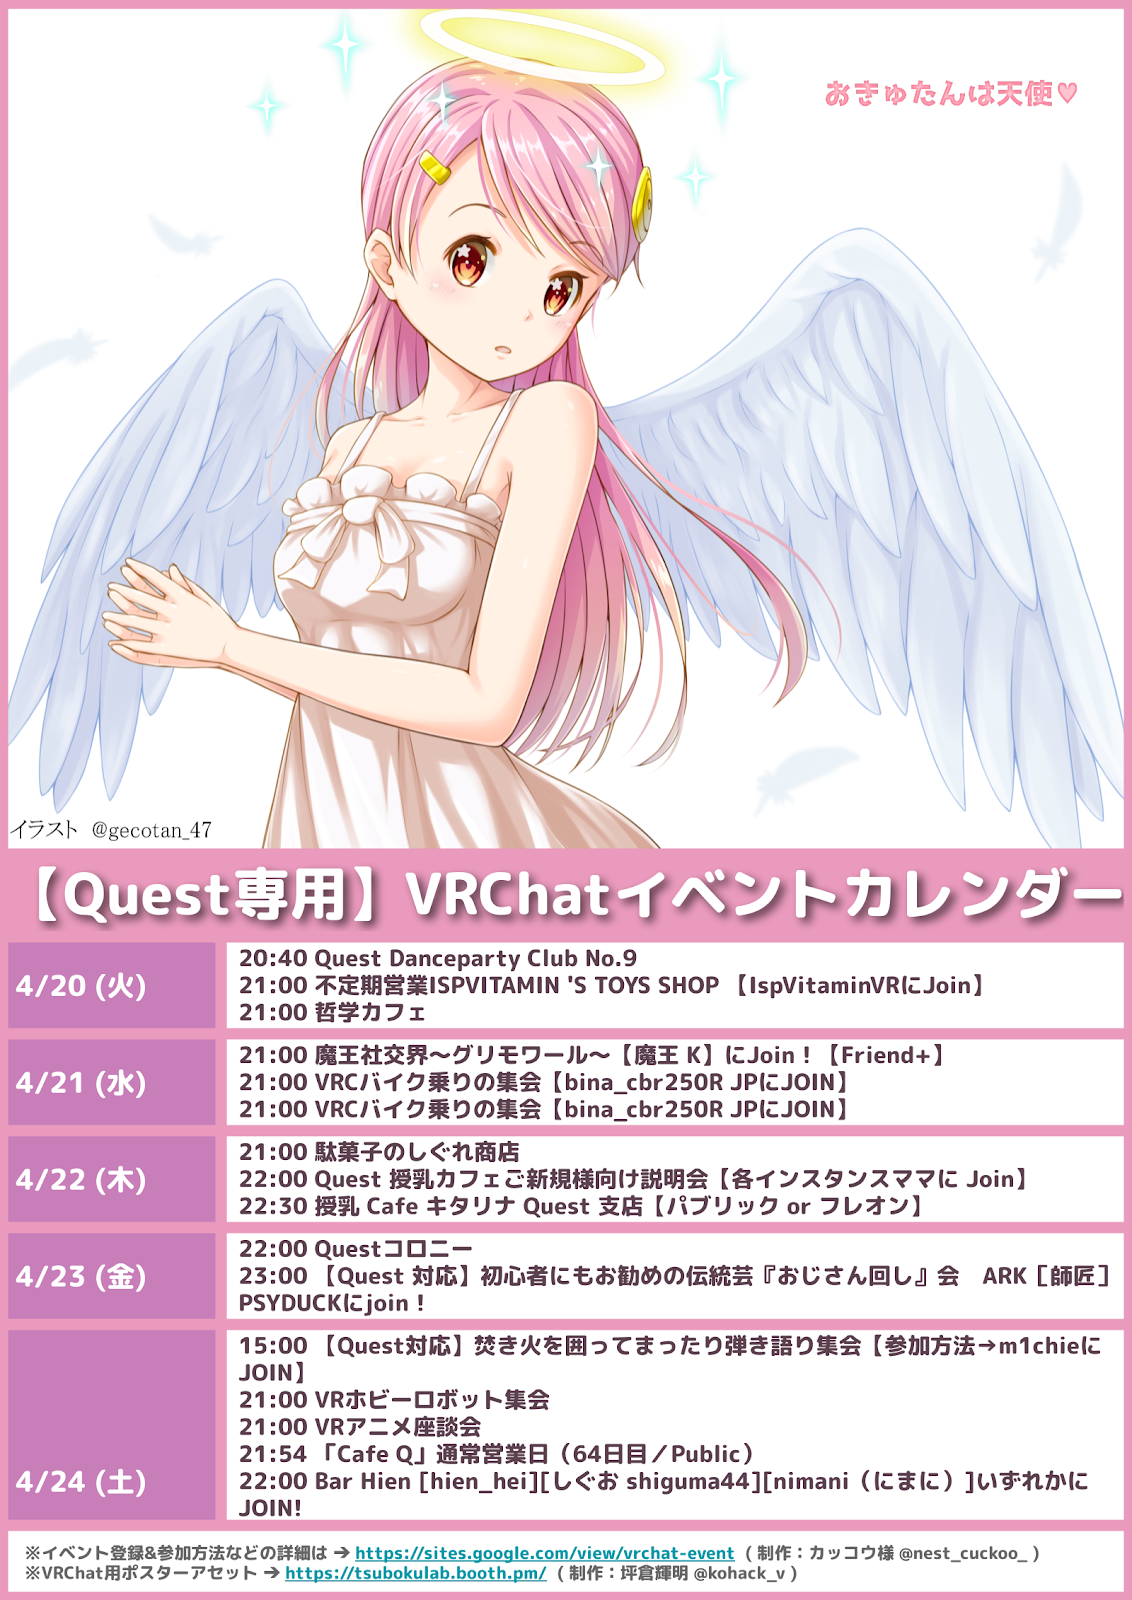 おきゅたんは天使♥
イラスト @gecotan_47
【Quest専用】VRChatイベントカレンダー
4/20 (火)
20:40 Quest Danceparty Club No.9
21:00 不定期営業ISPVITAMIN 'S TOYS SHOP 【IspVitaminVRにJoin】
21:00 哲学カフェ
4/21 (水)
21:00 魔王社交界～グリモワール～【魔王 K】にJoin！【Friend+】
21:00 VRCバイク乗りの集会【bina_cbr250R JPにJOIN】
21:00 VRCバイク乗りの集会【bina_cbr250R JPにJOIN】
4/22 (木)
21:00 駄菓子のしぐれ商店
22:00 Quest 授乳カフェご新規様向け説明会【各インスタンスママに Join】
22:30 授乳 Cafe キタリナ Quest 支店【パブリック or フレオン】
4/23 (金)
22:00 Questコロニー
23:00 【Quest 対応】初心者にもお勧めの伝統芸『おじさん回し』会　ARK［師匠］
PSYDUCKにjoin！
4/24 (土)
15:00 【Quest対応】焚き火を囲ってまったり弾き語り集会【参加方法→m1chieに
JOIN】
21:00 VRホビーロボット集会
21:00 VRアニメ座談会
21:54 「Cafe Q」通常営業日（64日目／Public）
22:00 Bar Hien [hien_hei][しぐお shiguma44][nimani（にまに）]いずれかに
JOIN!
※イベント登録&参加方法などの詳細は → https://sites.google.com/view/vrchat-event （ 制作：カッコウ様 @nest_cuckoo_ ）
※VRChat用ポスターアセット → https://tsubokulab.booth.pm/ （ 制作：坪倉輝明 @kohack_v ）